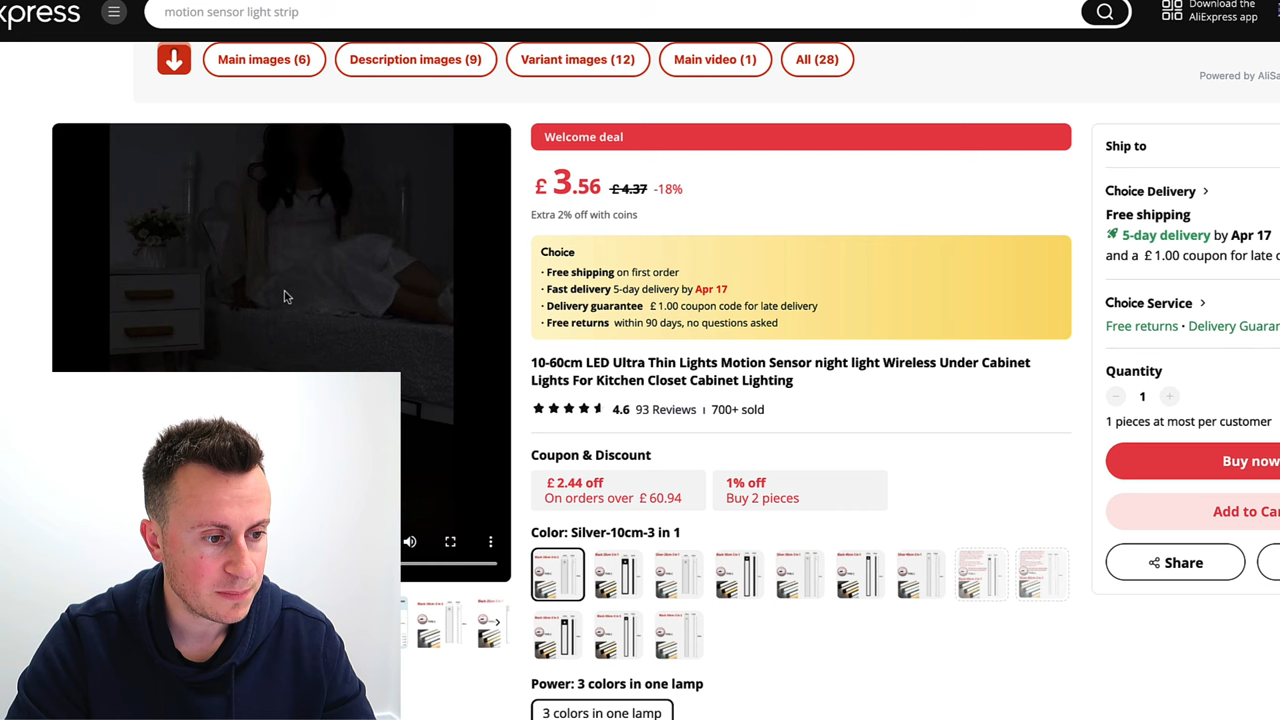 xpress
motion sensor light strip
Download the
AliExpress app
Main images (6)
Description images (9)
Variant images (12)
Main video (1)
All (28)
Powered by AliSa
Welcome deal
£ 3.56 £ 4.37 -18%
Extra 2% off with coins
Choice
· Free shipping on first order
· Fast delivery 5-day delivery by Apr 17
· Delivery guarantee £ 1.00 coupon code for late delivery
· Free returns within 90 days, no questions asked
10-60cm LED Ultra Thin Lights Motion Sensor night light Wireless Under Cabinet
Lights For Kitchen Closet Cabinet Lighting
4.6 93 Reviews 700+ sold
Coupon & Discount
£ 2.44 off
On orders over £ 60.94
1% off
Buy 2 pieces
Color: Silver-10cm-3 in 1
Power: 3 colors in one lamp
3 colors in one lamp
Ship to
Choice Delivery
Free shipping
5-day delivery by Apr 17
and a £ 1.00 coupon for late
Choice Service
Free returns · Delivery Guara
Quantity
1
1 pieces at most per customer
Buy now
Add to Car
Share